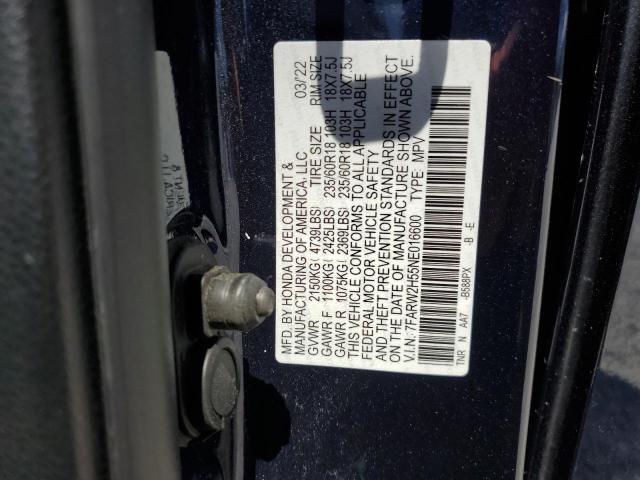 MFD. BY HONDA DEVELOPMENT & 03/'22
MANUFACTURING OF AMERICA, LLC
GVWR 2150KG( 4739LBS) TIRE SIZE RIM SIZE
GAWR F 1100KG( 2425LBS) 235/60R18 103H 18X7.5J
GAWR R 1075KG( 2369LBS) 235/60R18 103H 18X7.5J
THIS VEHICLE CONFORMS TO ALL APPLICABLE
FEDERAL MOTOR VEHICLE SAFETY
AND THEFT PREVENTION STANDARDS IN EFFECT
ON THE DATE OF MANUFACTURE SHOWN ABOVE.
V.I.N: 7FARW2H55NE016600 TYPE: MPV
TNR N AA7 -B588PX -B -E